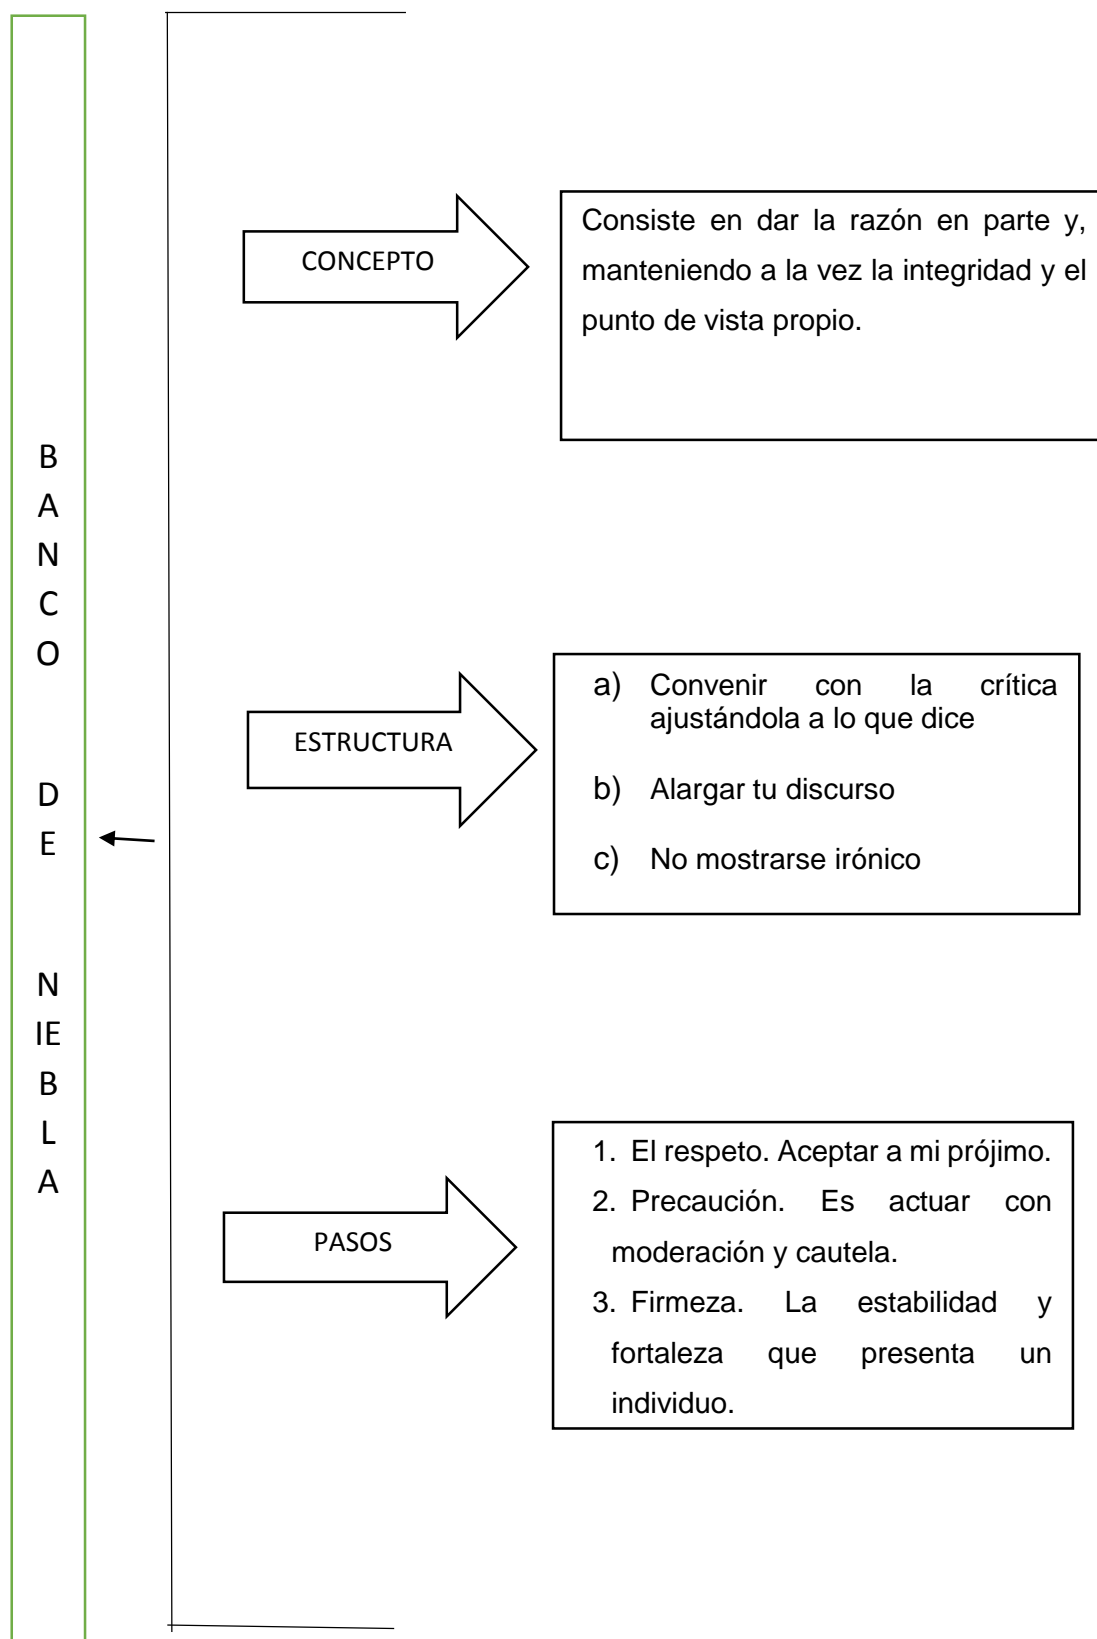 B
A
N
C
O
D
E
N
IE
B
L
A
CONCEPTO
Consiste en dar la razón en parte y,
manteniendo a la vez la integridad y el
punto de vista propio.
ESTRUCTURA
a) Convenir con la crítica
ajustándola a lo que dice
b) Alargar tu discurso
c) No mostrarse irónico
PASOS
1. El respeto. Aceptar a mi prójimo.
2. Precaución. Es actuar con
moderación y cautela.
3. Firmeza. La estabilidad y
fortaleza que presenta un
individuo.